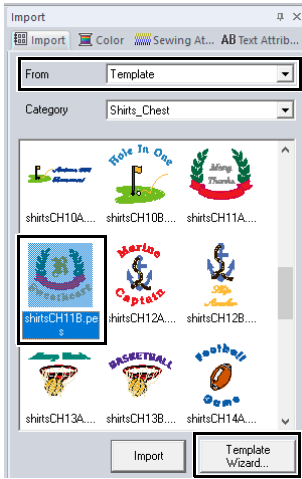 Import
Import Color Sewing At... AB Text Attrib...
From Template
Category Shirts_Chest
Hole In One
Many
Thanks
shirtsCH10A.... shirtsCH10B.... shirtsCH11A....
R
Sweetheart
Marine
Captain
shirtsCH11B.pe
s
shirtsCH12A.... shirtsCH12B....
BASKETBALL
Football
Game
shirtsCH13A.... shirtsCH13B.... shirtsCH14A....
Import
Template
Wizard...